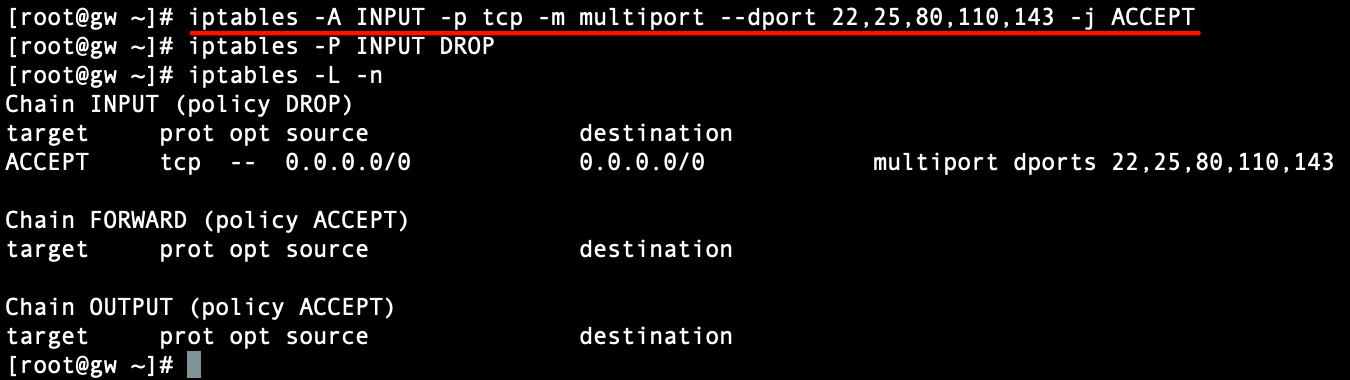 [root@gw ~]# iptables -A INPUT -p tcp -m multiport --dport 22,25,80,110,143 -j ACCEPT
[root@gw ~]# iptables -P INPUT DROP
[root@gw ~]# iptables -L -n
Chain INPUT (policy DROP)
target     prot opt source               destination
ACCEPT     tcp  --  0.0.0.0/0            0.0.0.0/0            multiport dports 22,25,80,110,143
Chain FORWARD (policy ACCEPT)
target     prot opt source               destination
Chain OUTPUT (policy ACCEPT)
target     prot opt source               destination
[root@gw ~]#